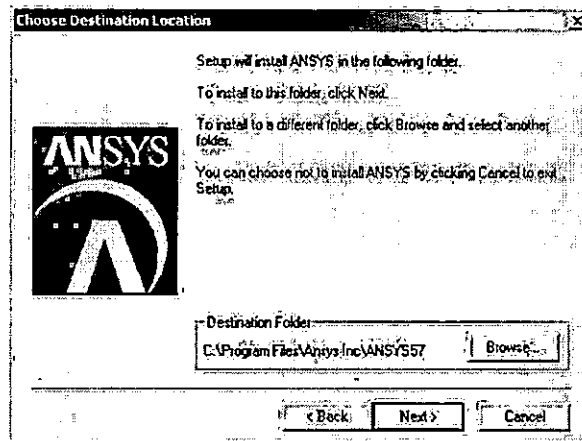 Choose Destination Location
Setup will install ANSYS in the following folder.
To install to this folder, click Next.
To install to a different folder, click Browse and select another
folder.
You can choose not to install ANSYS by clicking Cancel to exit
Setup.
ANSYS
Destination Folder
C:\Program Files\Ansys Inc\ANSYS57
Browse...
< Back
Next >
Cancel